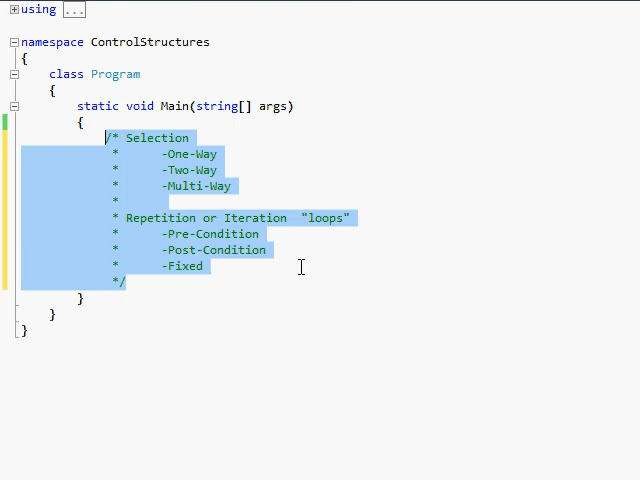 using ...
namespace ControlStructures
{
class Program
{
static void Main(string[] args)
{
/* Selection
* -One-Way
* -Two-Way
* -Multi-Way
*
* Repetition or Iteration "loops"
* -Pre-Condition
* -Post-Condition
* -Fixed
*/
}
}
}